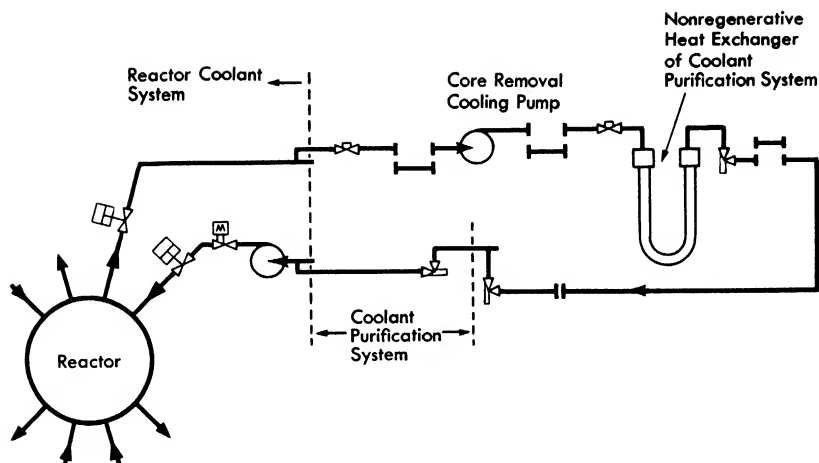 Nonregenerative
Heat Exchanger
of Coolant
Purification System
Reactor Coolant
System
Core Removal
Cooling Pump
M
Coolant
Purification
System
Reactor